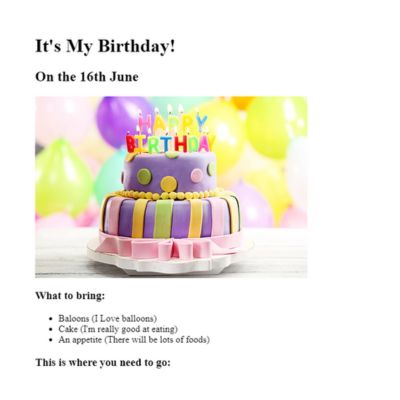 It's My Birthday!
On the 16th June
HAPPY
BIRTHDAY
What to bring:
Baloons (I Love balloons)
Cake (I'm really good at eating)
An appetite (There will be lots of foods)
This is where you need to go: